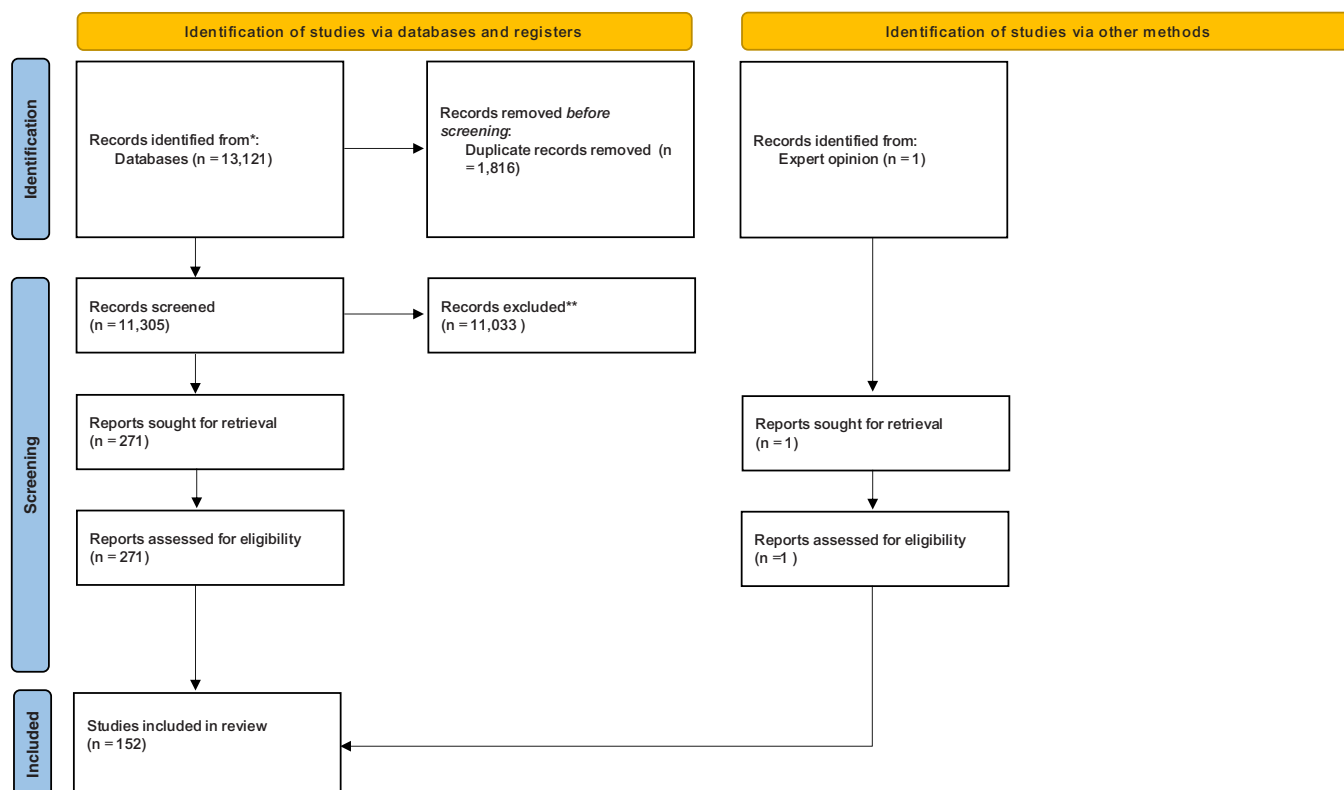 Identification of studies via databases and registers
Identification of studies via other methods
Identification
Records identified from*:
Databases (n = 13,121)
Records removed before
screening:
Duplicate records removed (n
= 1,816)
Records identified from:
Expert opinion (n = 1)
Screening
Records screened
(n = 11,305)
Records excluded**
(n = 11,033 )
Reports sought for retrieval
(n = 271)
Reports sought for retrieval
(n = 1)
Reports assessed for eligibility
(n = 271)
Reports assessed for eligibility
(n =1 )
Included
Studies included in review
(n = 152)